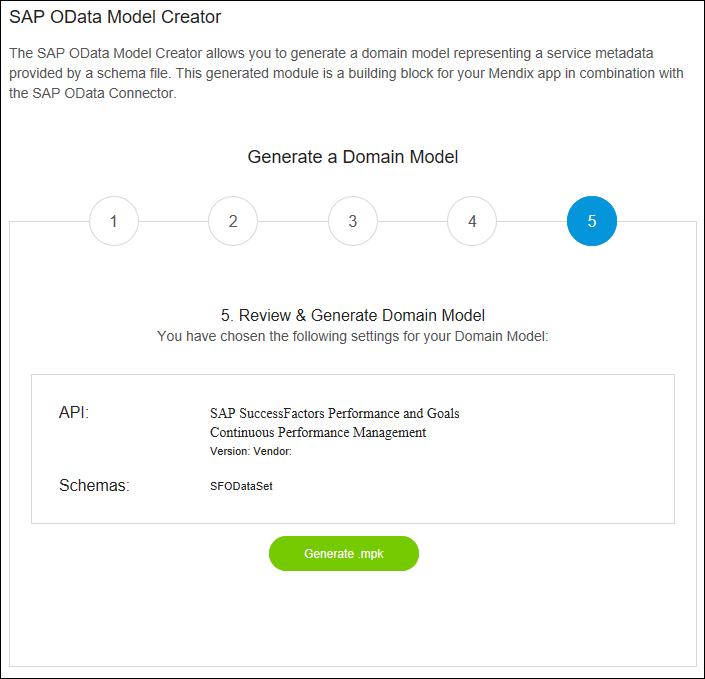 SAP OData Model Creator
The SAP OData Model Creator allows you to generate a domain model representing a service metadata
provided by a schema file. This generated module is a building block for your Mendix app in combination with
the SAP OData Connector.
Generate a Domain Model
1 2 3 4 5
5. Review & Generate Domain Model
You have chosen the following settings for your Domain Model:
API: SAP SuccessFactors Performance and Goals
Continuous Performance Management
Version: Vendor:
Schemas: SFODataSet
Generate .mpk